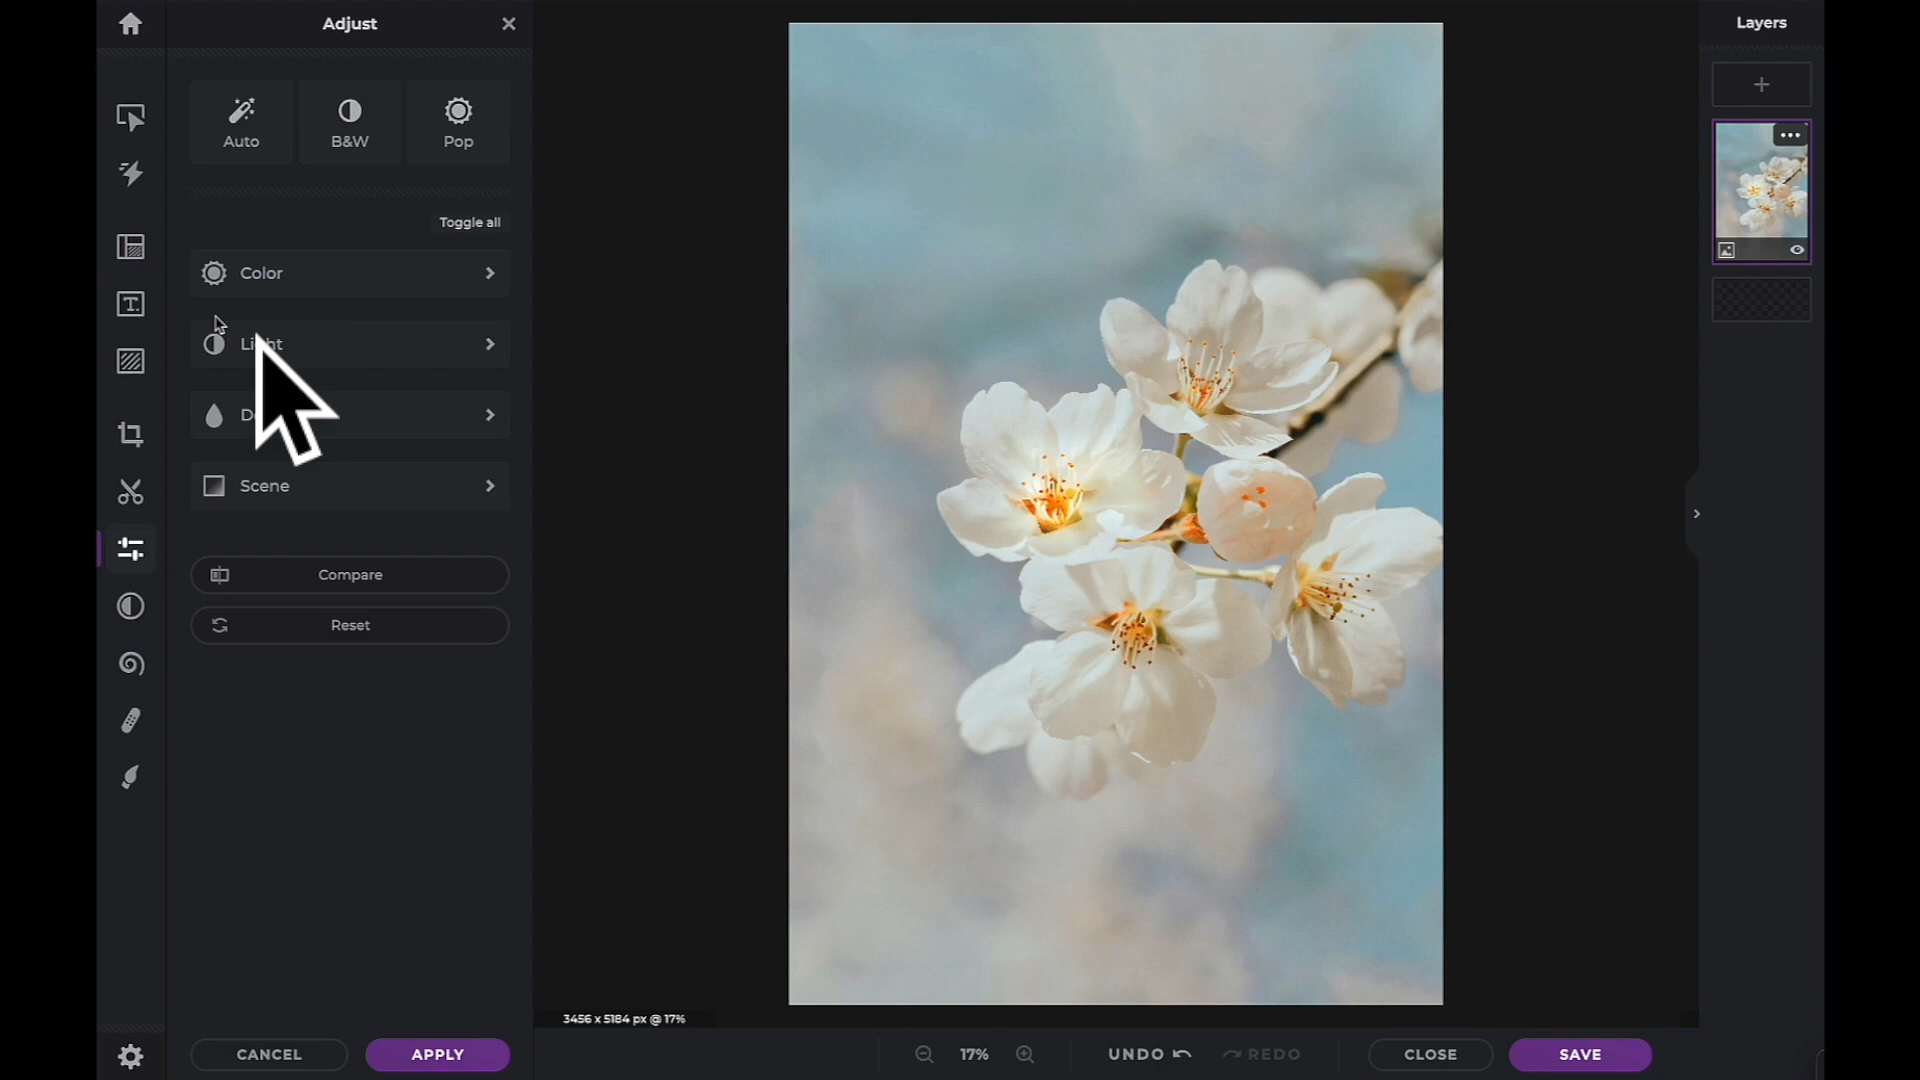 Adjust
Layers
Auto
B&W
Pop
Toggle all
Color
Scene
Compare
Reset
3456 x 5184 px @ 17%
CANCEL
APPLY
17%
UNDO
REDO
CLOSE
SAVE